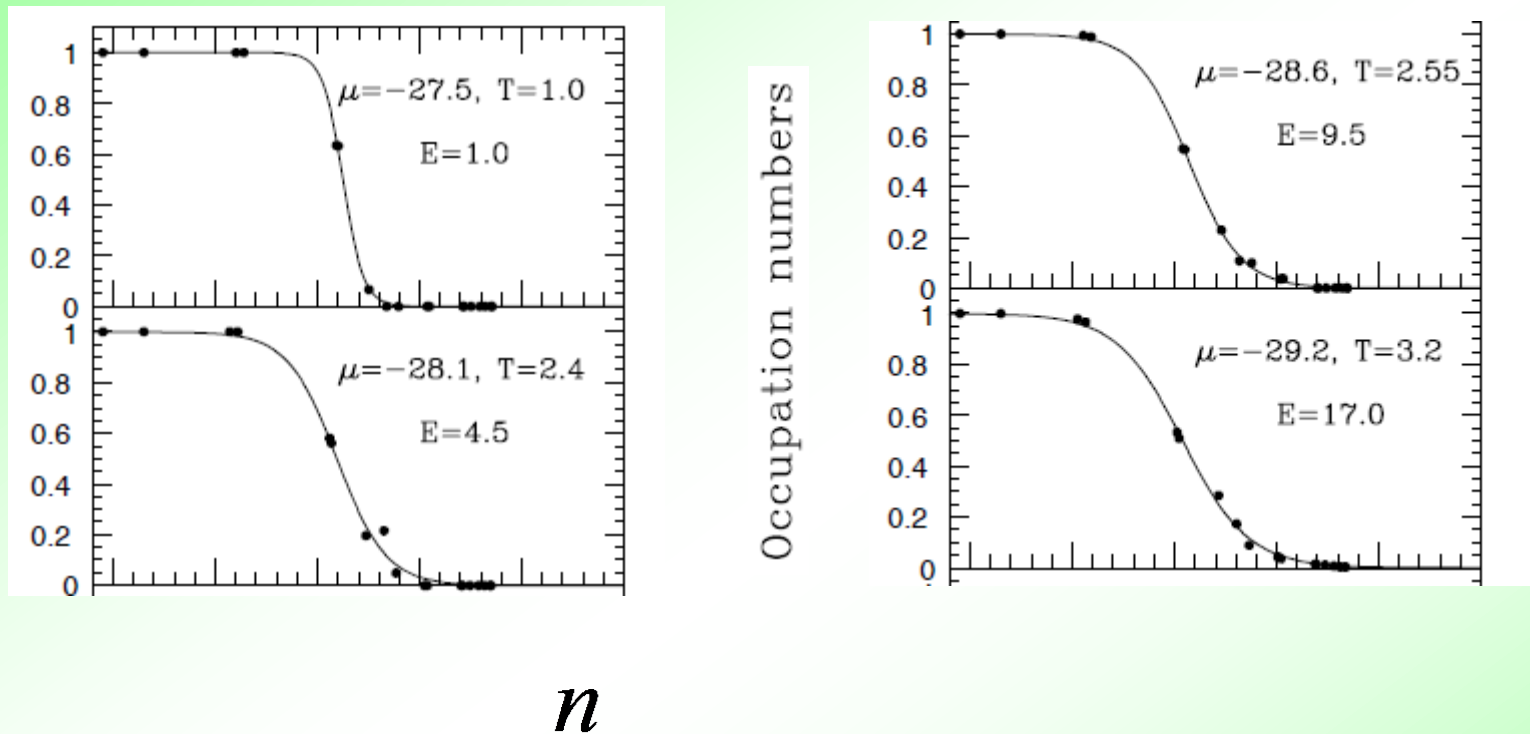 1
0.8
0.6
0.4
0.2
0
μ=−27.5, T=1.0
E=1.0
1
0.8
0.6
0.4
0.2
0
μ=−28.1, T=2.4
E=4.5
Occupation numbers
1
0.8
0.6
0.4
0.2
0
μ=−28.6, T=2.55
E=9.5
1
0.8
0.6
0.4
0.2
0
μ=−29.2, T=3.2
E=17.0
n